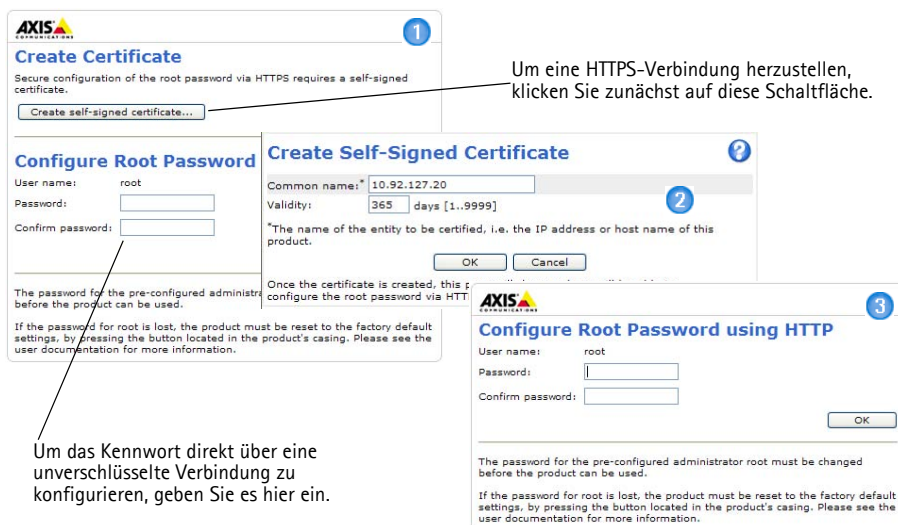 AXIS
COMMUNICATIONS
1
Create Certificate
Secure configuration of the root password via HTTPS requires a self-signed
certificate.
Create self-signed certificate...
Um eine HTTPS-Verbindung herzustellen,
klicken Sie zunächst auf diese Schaltfläche.
Configure Root Password
User name: root
Password:
Confirm password:
The password for the pre-configured administra
before the product can be used.
If the password for root is lost, the product must be reset to the factory default
settings, by pressing the button located in the product's casing. Please see the
user documentation for more information.
Create Self-Signed Certificate
?
Common name:* 10.92.127.20
2
Validity: 365 days [1..9999]
*The name of the entity to be certified, i.e. the IP address or host name of this
product.
OK Cancel
Once the certificate is created, this
configure the root password via HTT
AXIS
COMMUNICATIONS
3
Configure Root Password using HTTP
User name: root
Password:
Confirm password:
OK
The password for the pre-configured administrator root must be changed
before the product can be used.
If the password for root is lost, the product must be reset to the factory default
settings, by pressing the button located in the product's casing. Please see the
user documentation for more information.
Um das Kennwort direkt über eine
unverschlüsselte Verbindung zu
konfigurieren, geben Sie es hier ein.